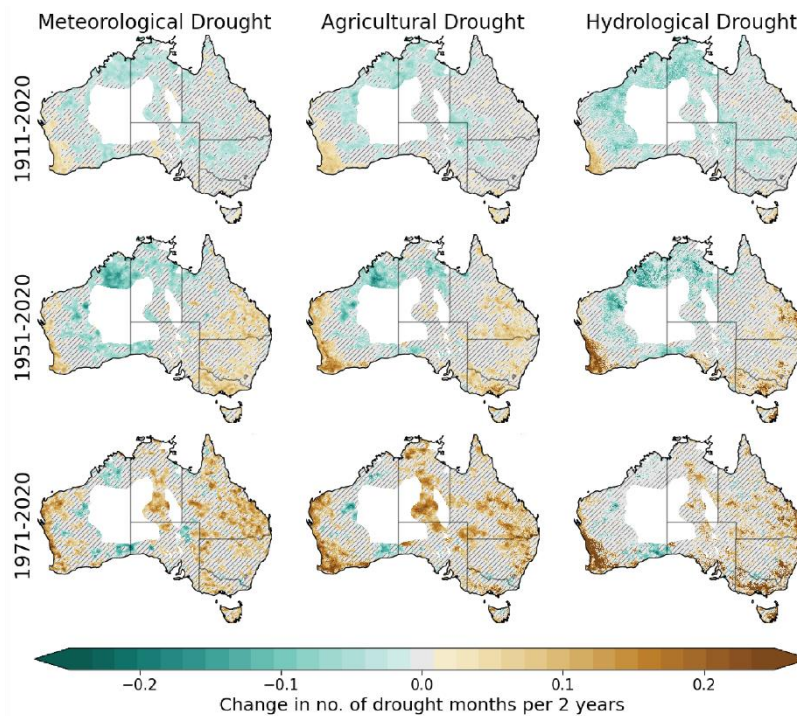 Meteorological Drought
Agricultural Drought
Hydrological Drought
1911-2020
1951-2020
1971-2020
−0.2
−0.1
0.0
0.1
0.2
Change in no. of drought months per 2 years